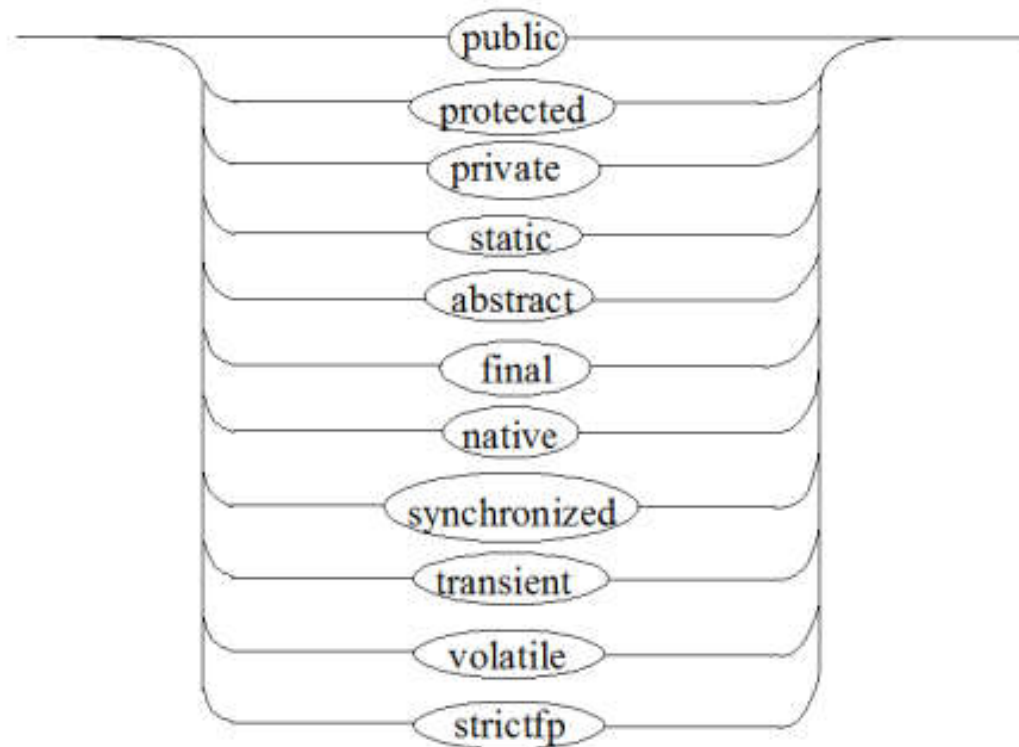 public
protected
private
static
abstract
final
native
synchronized
transient
volatile
strictfp